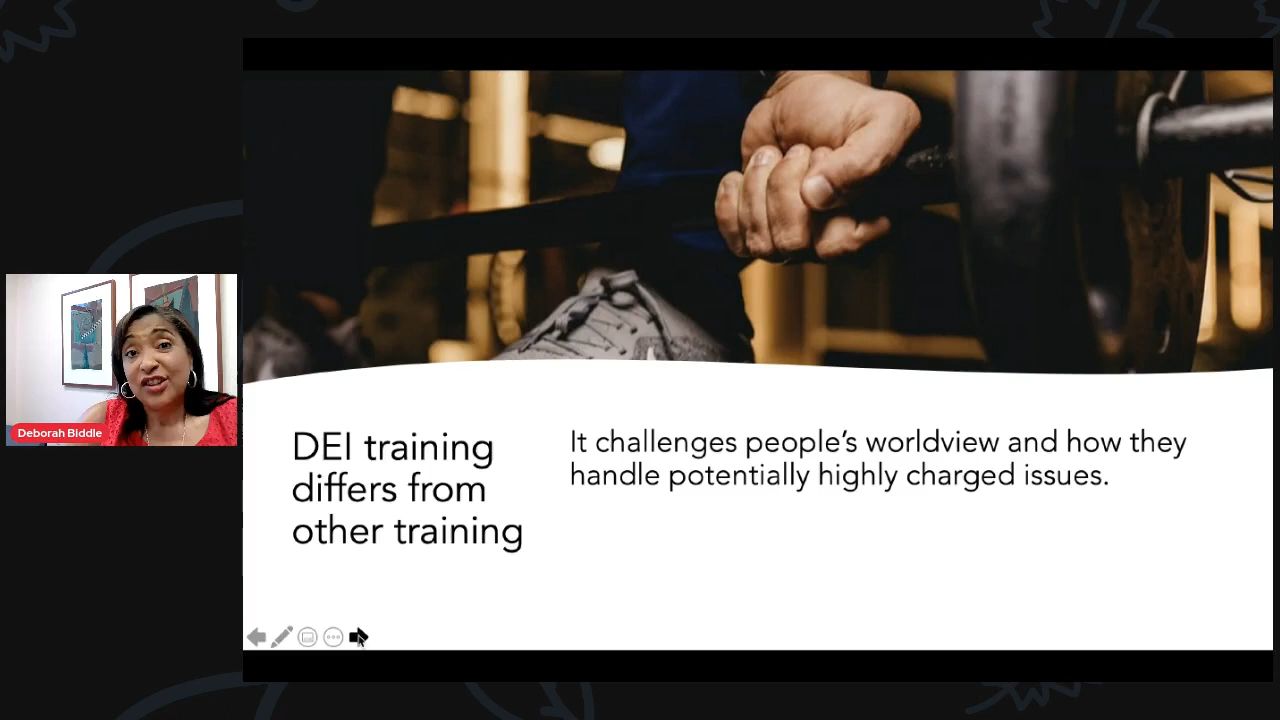 Deborah Biddle
DEI training
differs from
other training
It challenges people's worldview and how they
handle potentially highly charged issues.